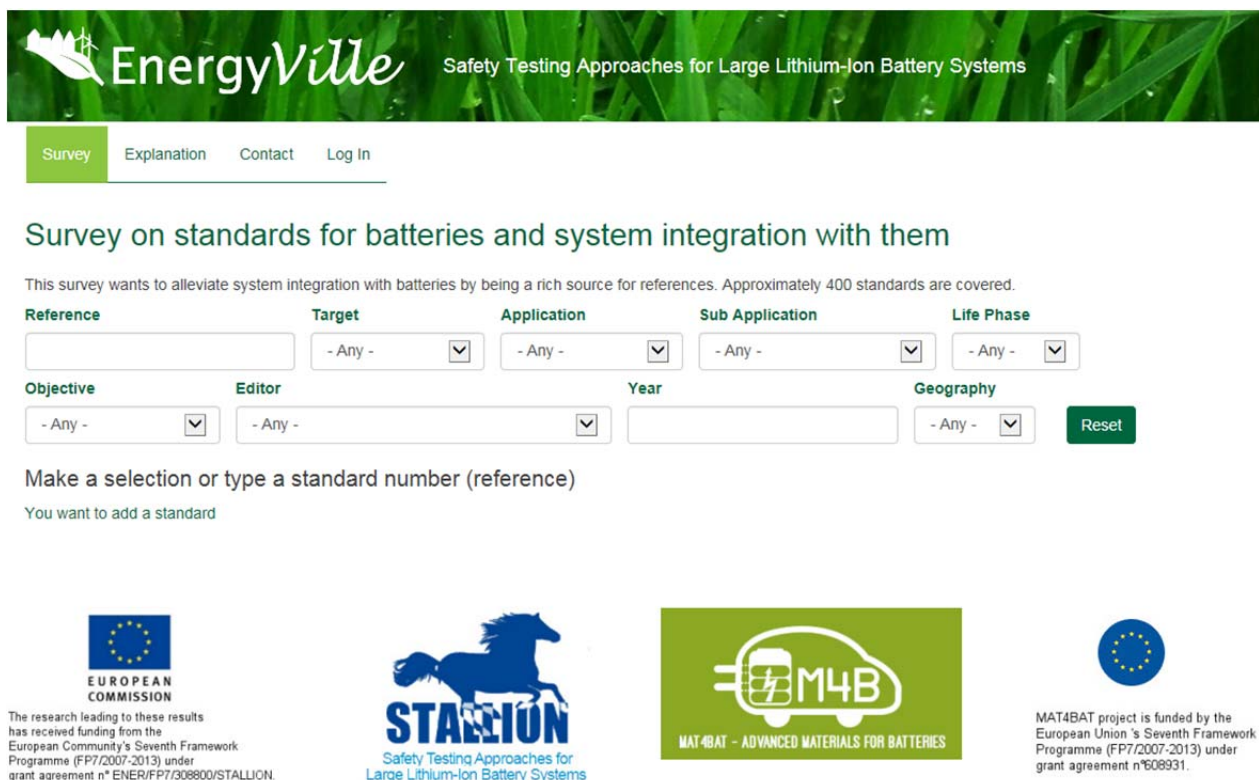 EnergyVille
Safety Testing Approaches for Large Lithium-Ion Battery Systems
Survey Explanation Contact Log In
Survey on standards for batteries and system integration with them
This survey wants to alleviate system integration with batteries by being a rich source for references. Approximately 400 standards are covered.
Reference Target Application Sub Application Life Phase
- Any - - Any - - Any - - Any -
Objective Editor Year Geography
- Any - - Any - - Any - Reset
Make a selection or type a standard number (reference)
You want to add a standard
EUROPEAN
COMMISSION
The research leading to these results
has received funding from the
European Community's Seventh Framework
Programme (FP7/2007-2013) under
grant agreement n° ENER/FP7/308800/STALLION.
STALLION
Safety Testing Approaches for
Large Lithium-Ion Battery Systems
M4B
MAT4BAT - ADVANCED MATERIALS FOR BATTERIES
MAT4BAT project is funded by the
European Union 's Seventh Framework
Programme (FP7/2007-2013) under
grant agreement n°608931.